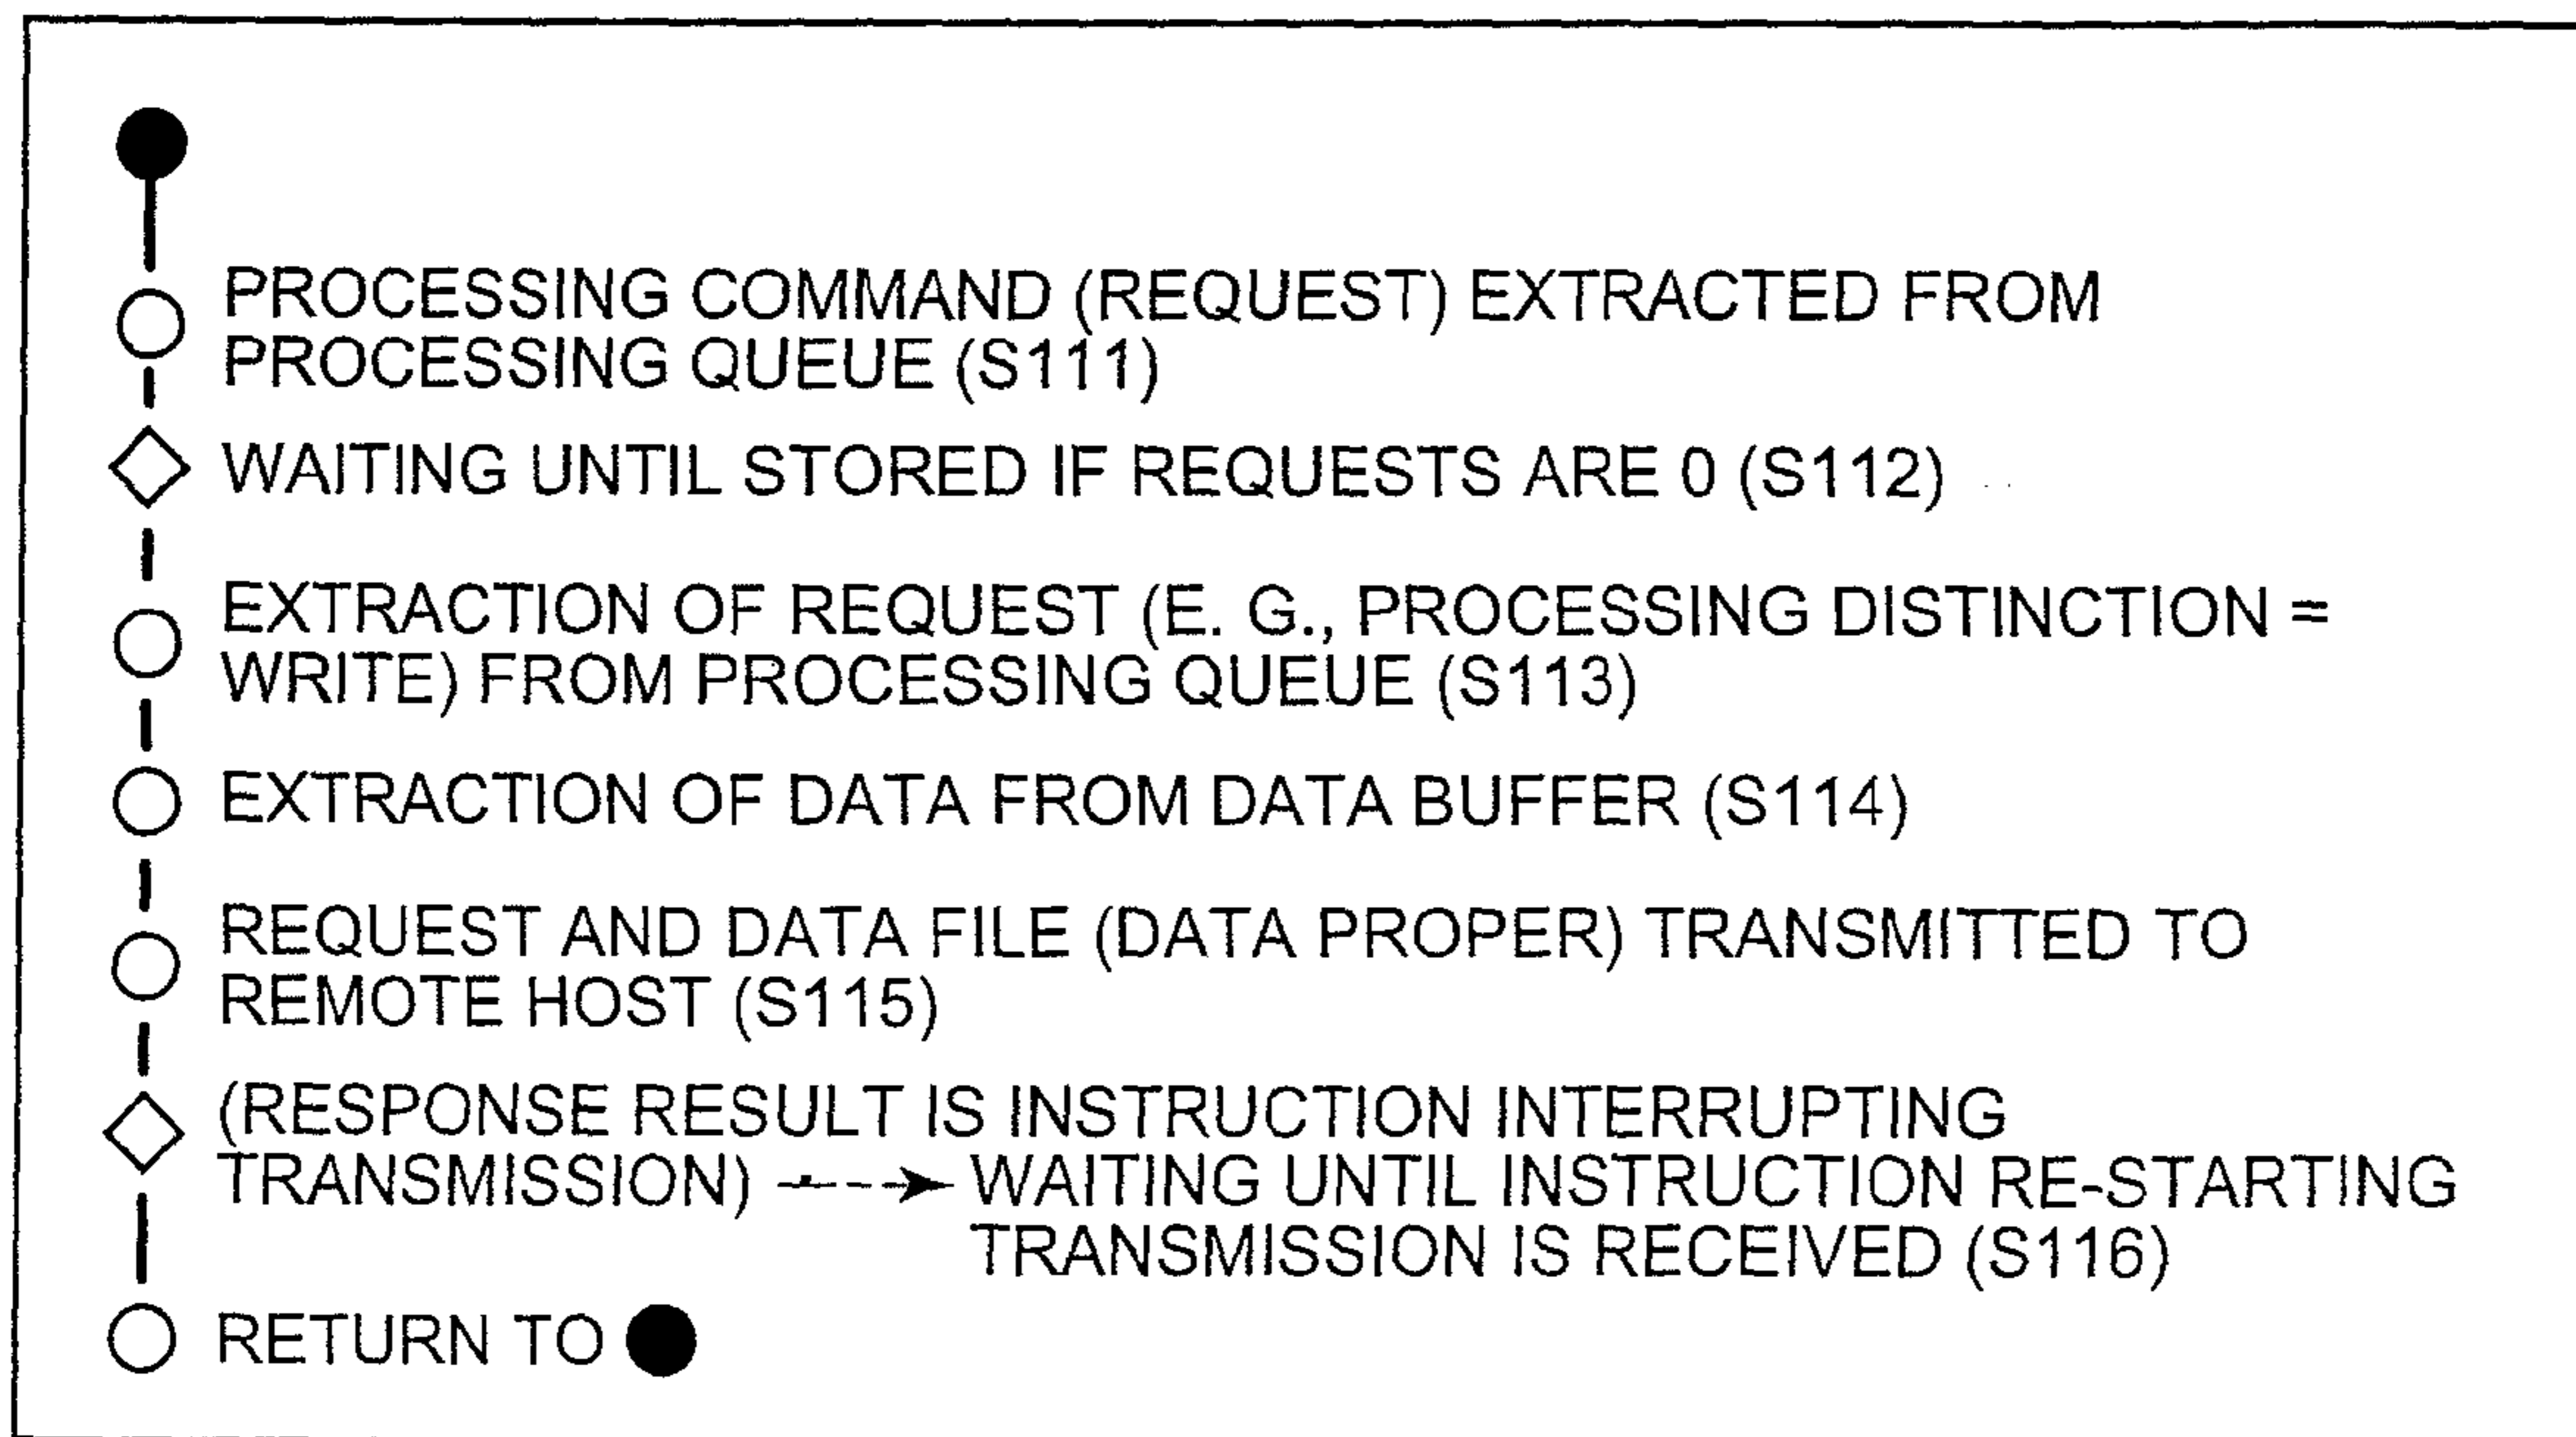 PROCESSING COMMAND (REQUEST) EXTRACTED FROM
PROCESSING QUEUE (S111)
WAITING UNTIL STORED IF REQUESTS ARE 0 (S112)
EXTRACTION OF REQUEST (E. G., PROCESSING DISTINCTION =
WRITE) FROM PROCESSING QUEUE (S113)
EXTRACTION OF DATA FROM DATA BUFFER (S114)
REQUEST AND DATA FILE (DATA PROPER) TRANSMITTED TO
REMOTE HOST (S115)
(RESPONSE RESULT IS INSTRUCTION INTERRUPTING
TRANSMISSION) WAITING UNTIL INSTRUCTION RE-STARTING
TRANSMISSION IS RECEIVED (S116)
RETURN TO